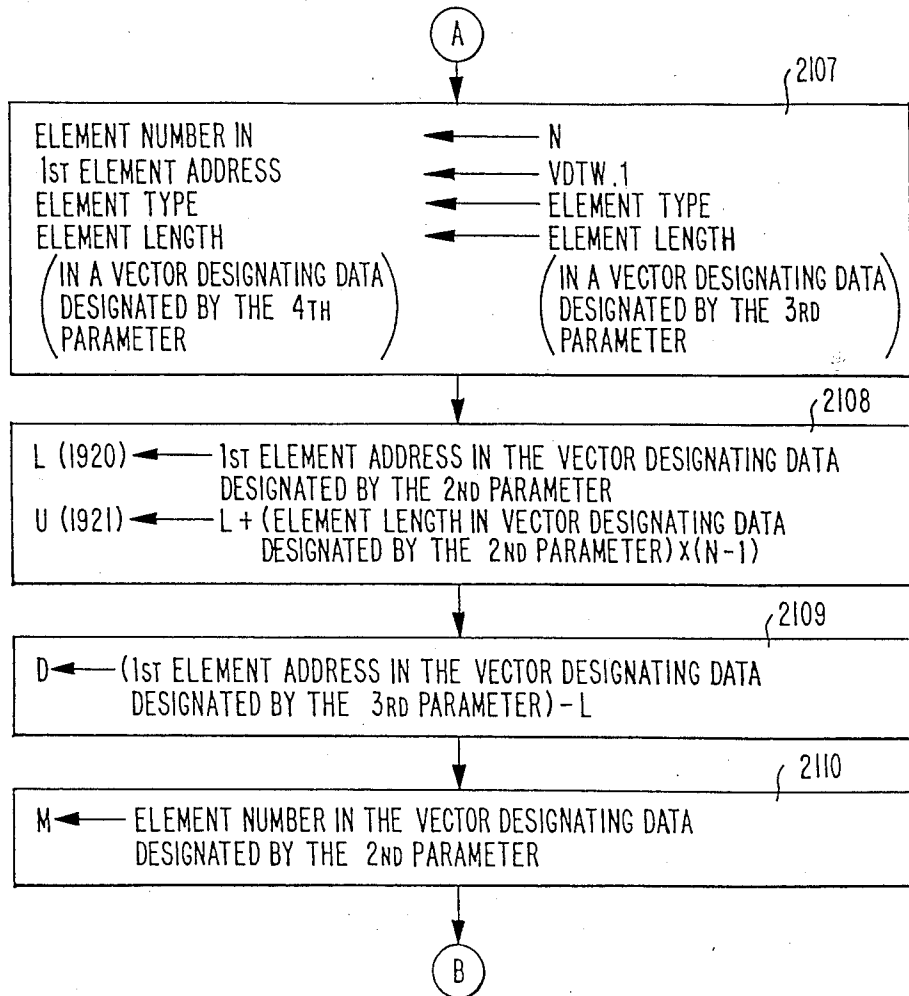 A
2107
ELEMENT NUMBER IN ← N
1ST ELEMENT ADDRESS ← VDTW.1
ELEMENT TYPE ← ELEMENT TYPE
ELEMENT LENGTH ← ELEMENT LENGTH
(IN A VECTOR DESIGNATING DATA
DESIGNATED BY THE 4TH
PARAMETER)
(IN A VECTOR DESIGNATING DATA
DESIGNATED BY THE 3RD
PARAMETER)
2108
L (1920) ← 1ST ELEMENT ADDRESS IN THE VECTOR DESIGNATING DATA
DESIGNATED BY THE 2ND PARAMETER
U (1921) ← L + (ELEMENT LENGTH IN VECTOR DESIGNATING DATA
DESIGNATED BY THE 2ND PARAMETER) X (N-1)
2109
D ← (1ST ELEMENT ADDRESS IN THE VECTOR DESIGNATING DATA
DESIGNATED BY THE 3RD PARAMETER) - L
2110
M ← ELEMENT NUMBER IN THE VECTOR DESIGNATING DATA
DESIGNATED BY THE 2ND PARAMETER
B